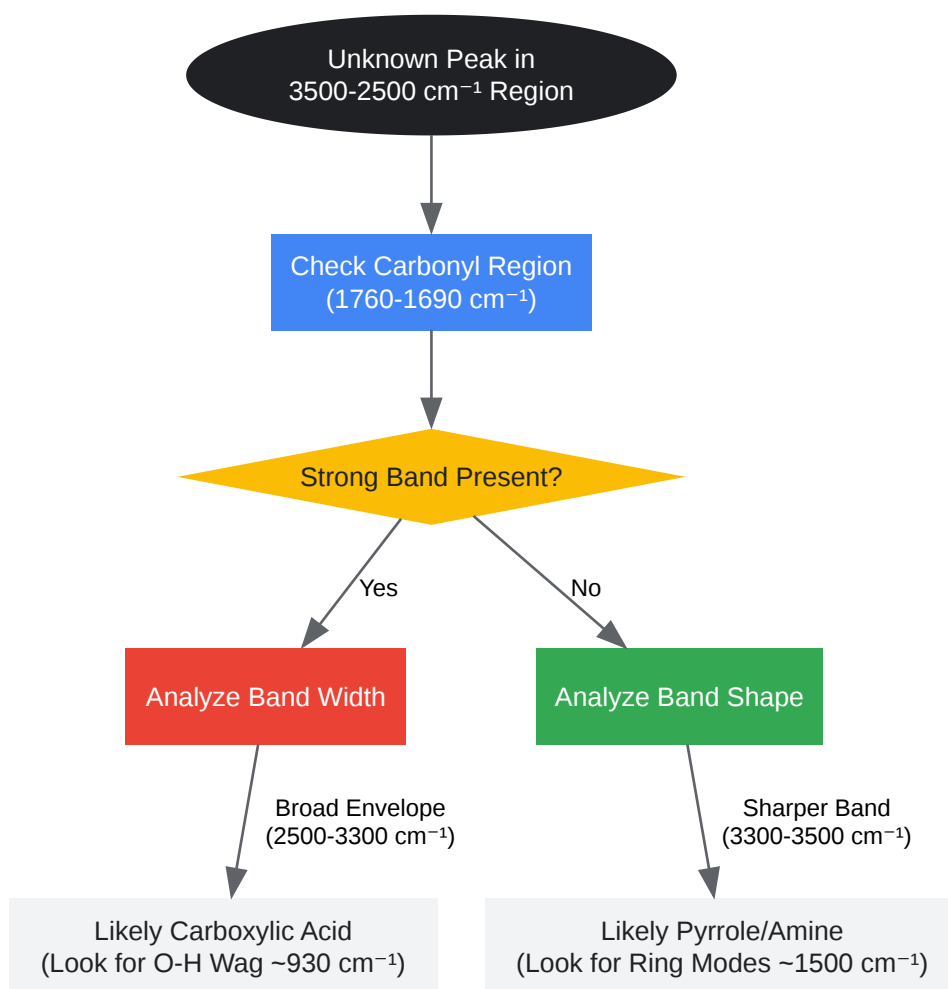 Unknown Peak in
3500-2500 cm⁻¹ Region
Check Carbonyl Region
(1760-1690 cm⁻¹)
Strong Band Present?
Yes
No
Analyze Band Width
Analyze Band Shape
Broad Envelope
(2500-3300 cm⁻¹)
Sharper Band
(3300-3500 cm⁻¹)
Likely Carboxylic Acid
(Look for O-H Wag ~930 cm⁻¹)
Likely Pyrrole/Amine
(Look for Ring Modes ~1500 cm⁻¹)